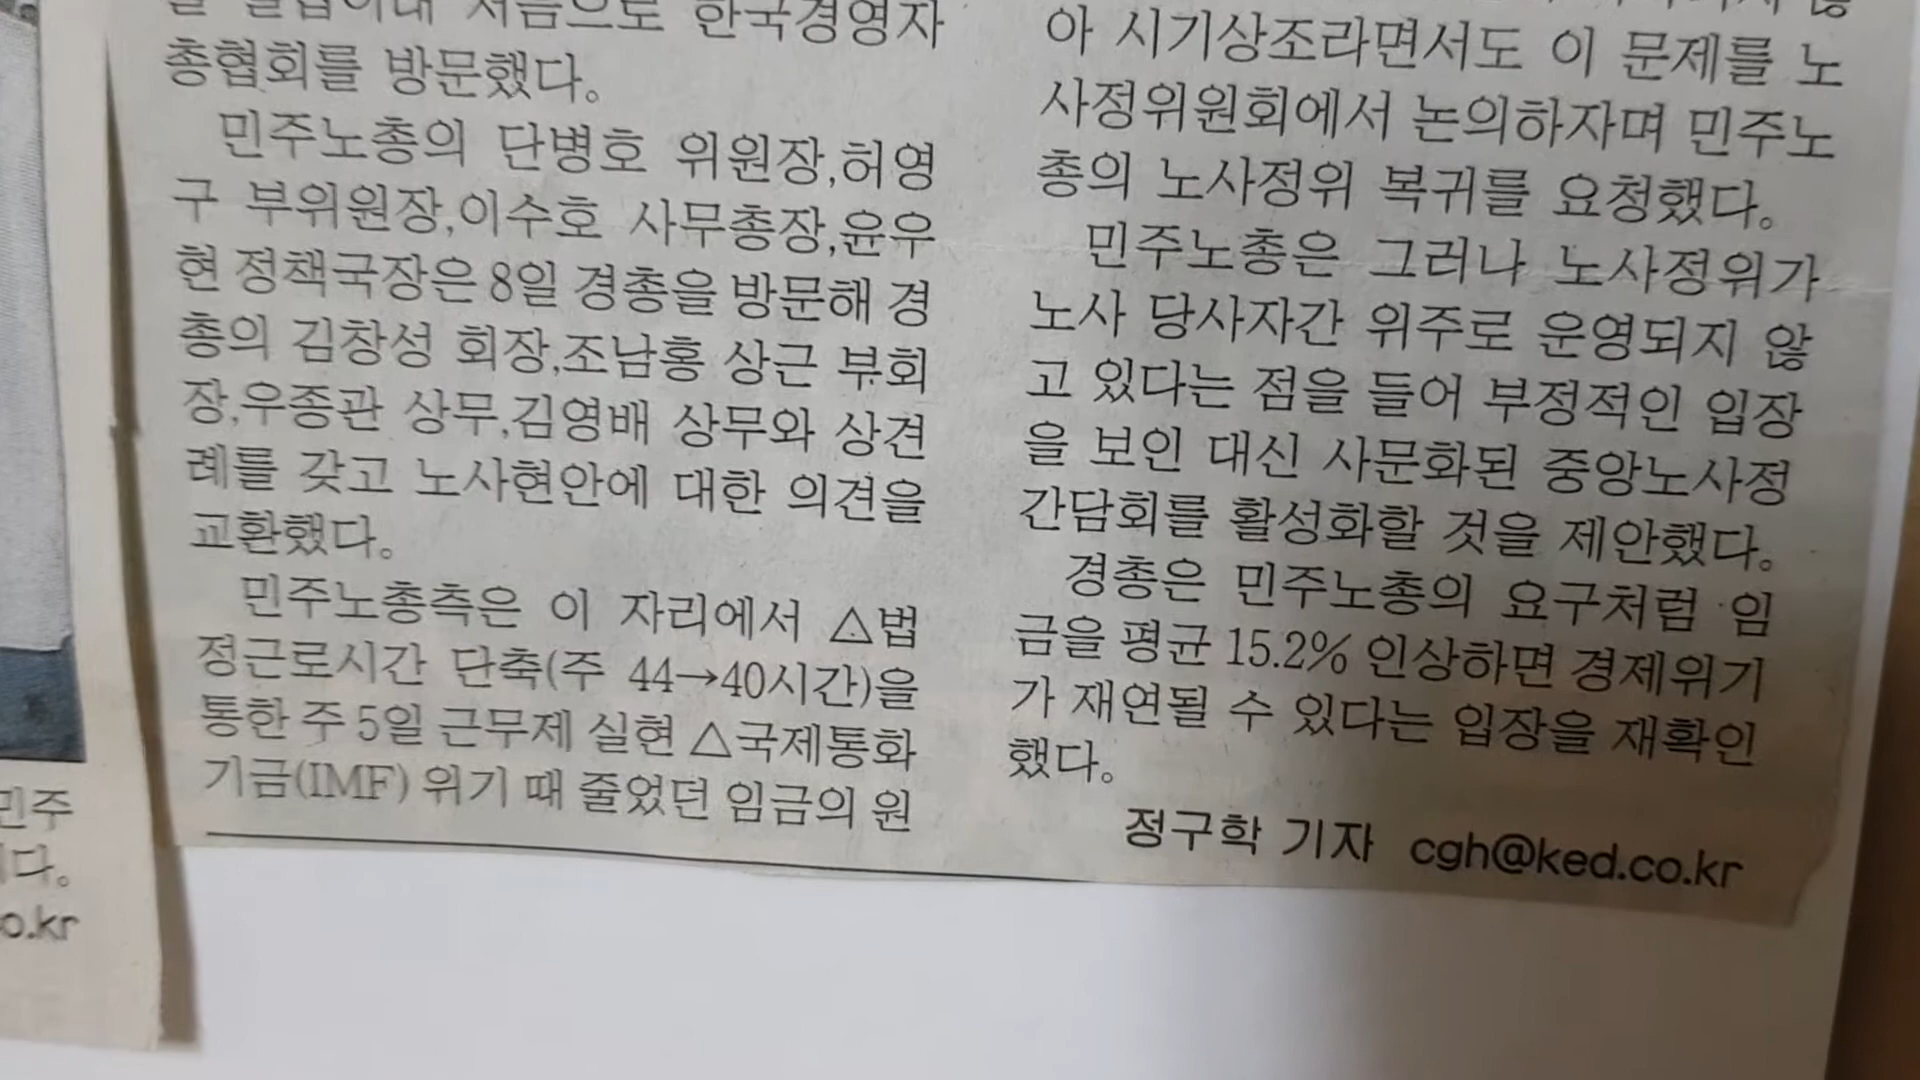 설립이래 처음으로 한국경영자
총협회를 방문했다.
민주노총의 단병호 위원장,허영
구 부위원장,이수호 사무총장,윤우
현 정책국장은 8일 경총을 방문해 경
총의 김창성 회장,조남홍 상근 부회
장,우종관 상무,김영배 상무와 상견
례를 갖고 노사현안에 대한 의견을
교환했다.
민주노총측은 이 자리에서 △법
정근로시간 단축(주 44→40시간)을
통한 주 5일 근무제 실현 △국제통화
기금(IMF) 위기 때 줄었던 임금의 원
아 시기상조라면서도 이 문제를 노
사정위원회에서 논의하자며 민주노
총의 노사정위 복귀를 요청했다.
민주노총은 그러나 노사정위가
노사 당사자간 위주로 운영되지 않
고 있다는 점을 들어 부정적인 입장
을 보인 대신 사문화된 중앙노사정
간담회를 활성화할 것을 제안했다.
경총은 민주노총의 요구처럼 임
금을 평균 15.2% 인상하면 경제위기
가 재연될 수 있다는 입장을 재확인
했다.
정구학 기자 cgh@ked.co.kr
민주
다.
o.kr